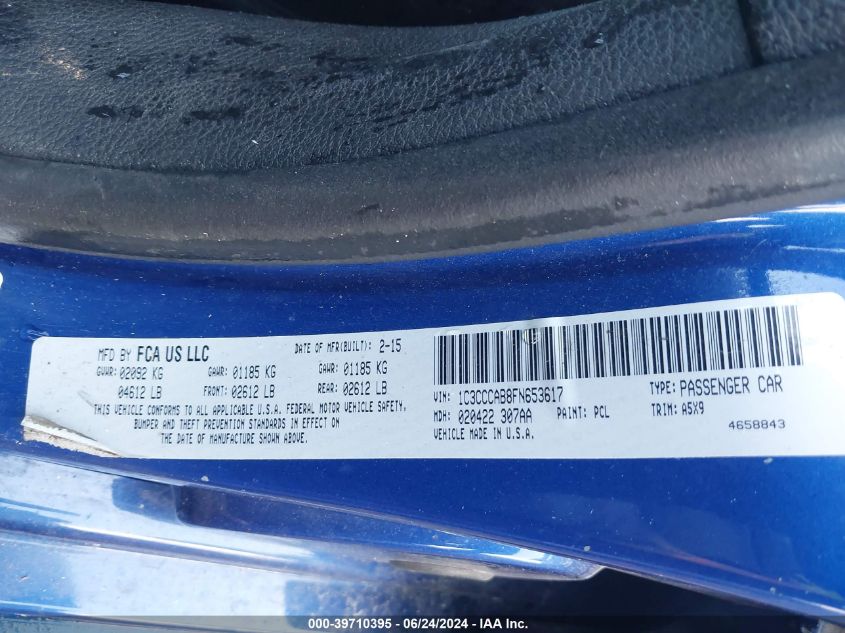 MFD BY FCA US LLC
DATE OF MFR(BUILT): 2-15
GVWR: 02092 KG
GAWR: 01185 KG
GAWR: 01185 KG
04612 LB
FRONT: 02612 LB
REAR: 02612 LB
THIS VEHICLE CONFORMS TO ALL APPLICABLE U.S.A. FEDERAL MOTOR VEHICLE SAFETY,
BUMPER AND THEFT PREVENTION STANDARDS IN EFFECT ON
THE DATE OF MANUFACTURE SHOWN ABOVE.
VIN: 1C3CCCAB8FN653617
TYPE: PASSENGER CAR
MDH: 020422 307AA
PAINT: PCL
TRIM: A5X9
VEHICLE MADE IN U.S.A.
4658843
000-39710395 - 06/24/2024 - IAAI.COM